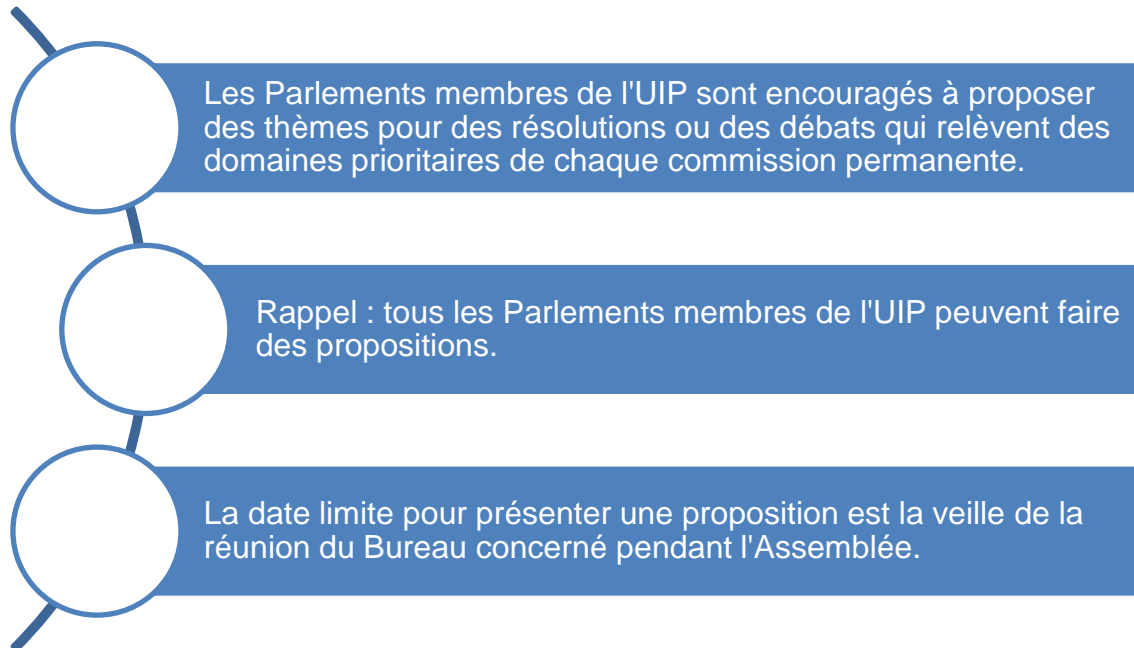 Les Parlements membres de l'UIP sont encouragés à proposer
des thèmes pour des résolutions ou des débats qui relèvent des
domaines prioritaires de chaque commission permanente.
Rappel : tous les Parlements membres de l'UIP peuvent faire
des propositions.
La date limite pour présenter une proposition est la veille de la
réunion du Bureau concerné pendant l'Assemblée.